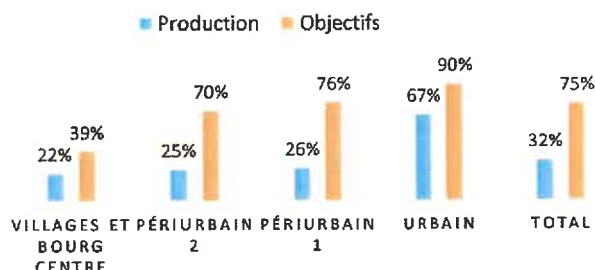 Production Objectifs
90%
76%
75%
70%
67%
39%
32%
22%
25%
26%
VILLAGES ET PÉRIURBAIN PÉRIURBAIN URBAIN TOTAL
BOURG 2 1
CENTRE